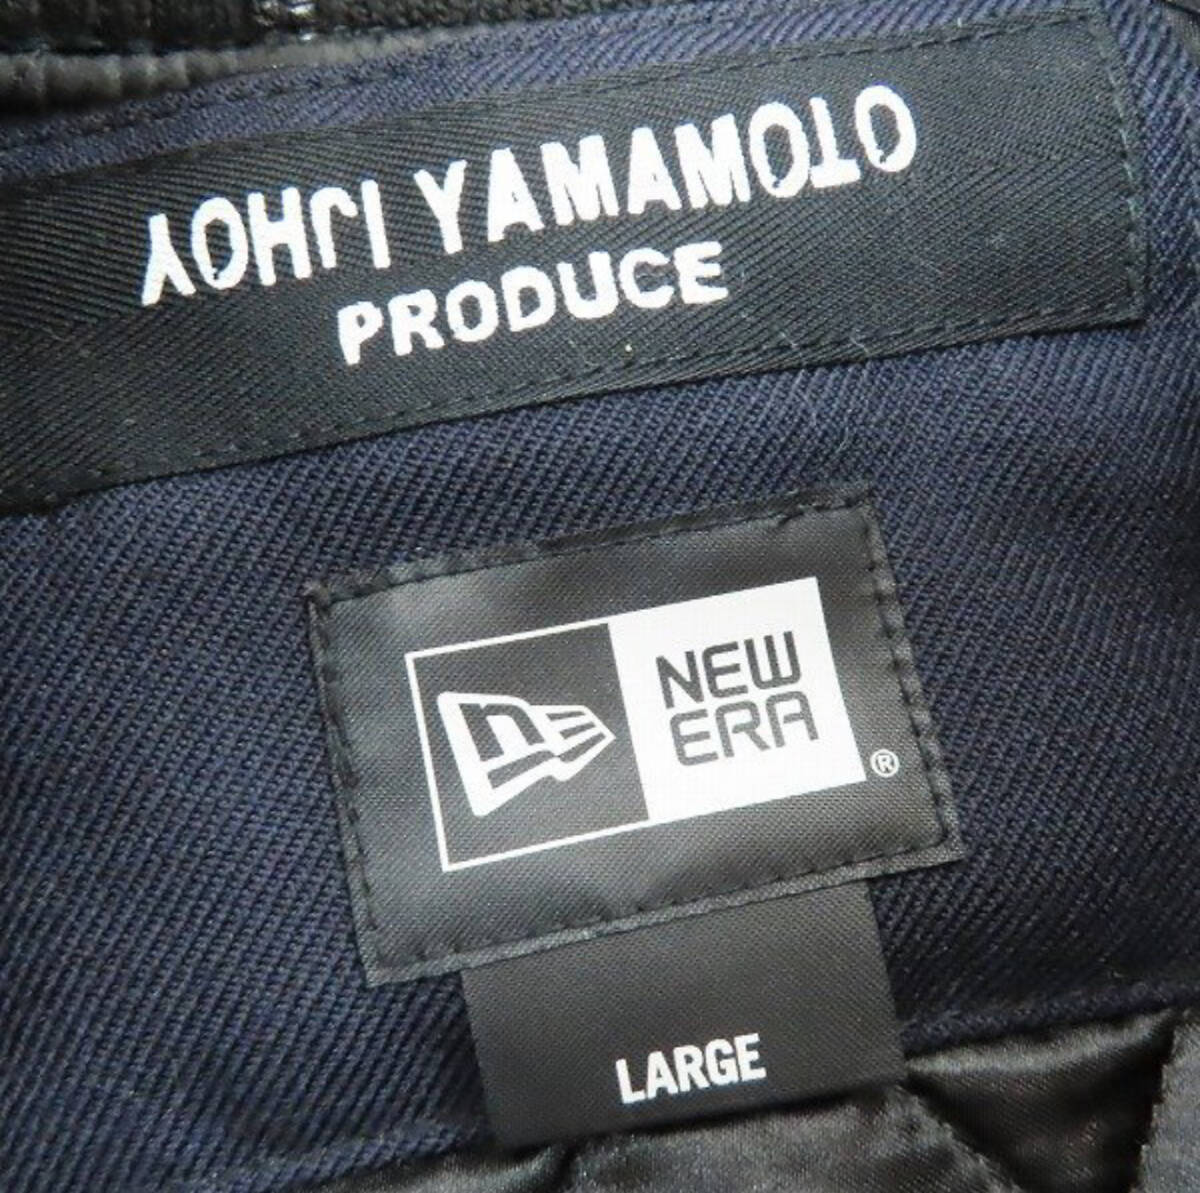 YOHJI YAMAMOTO
PRODUCE
NEW
ERA
®
LARGE